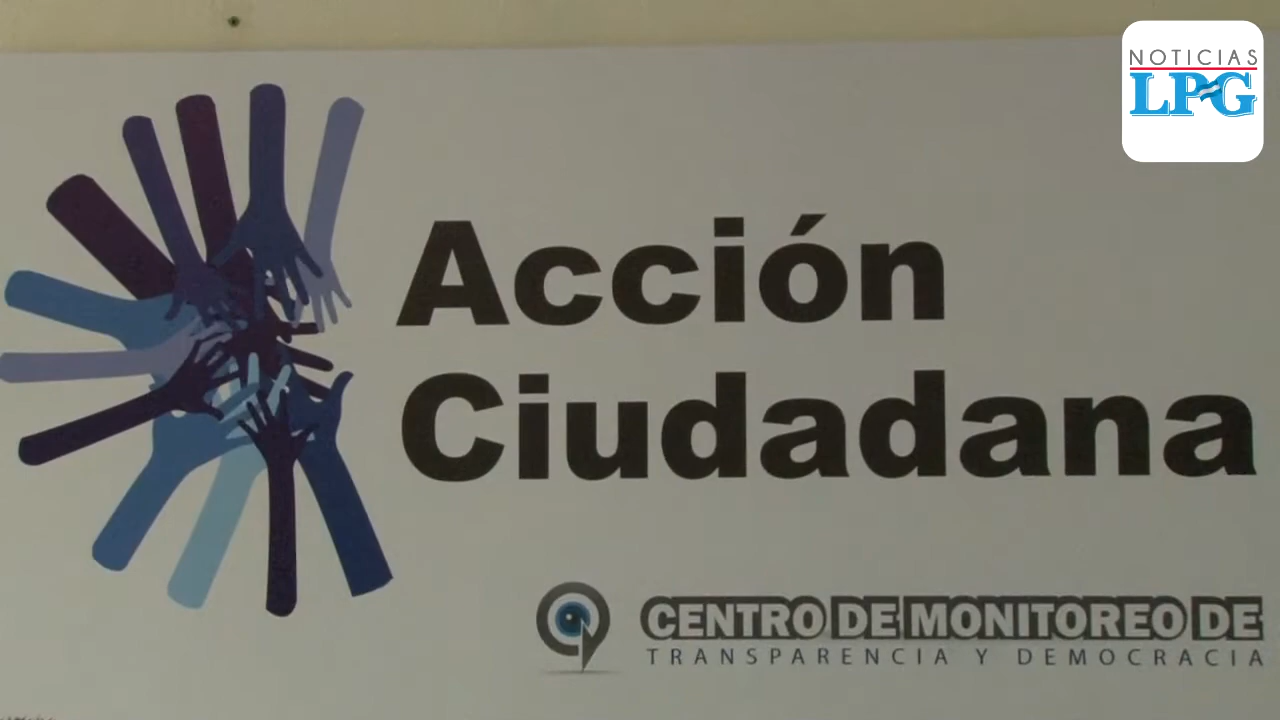 NOTICIAS
LPG
Acción
Ciudadana
CENTRO DE MONITOREO DE
TRANSPARENCIA Y DEMOCRACIA